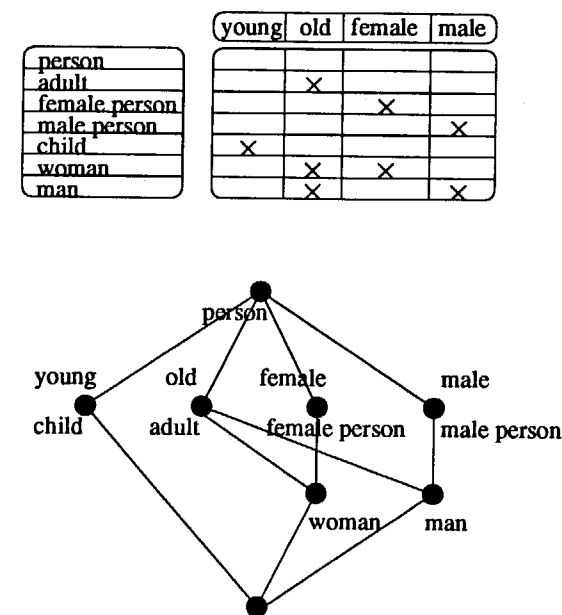 young old female male
person
adult
female person
male person
child
woman
man
person
young old female male
child adult female person male person
woman man